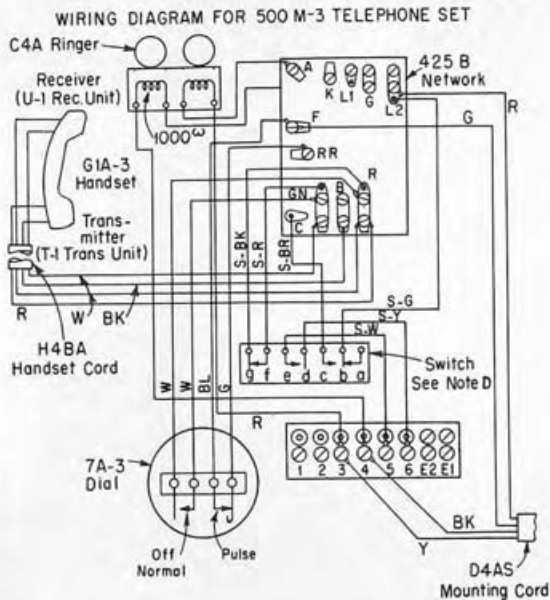 WIRING DIAGRAM FOR 500 M-3 TELEPHONE SET
C4A Ringer
Receiver
(U-1 Rec. Unit)
1000ω
G1A-3
Handset
Trans-
mitter
(T-1 Trans Unit)
R
W
BK
H4BA
Handset Cord
A
K
L1
G
L2
425 B
Network
F
RR
GN
B
R
C
G
R
S-BK
S-R
S-BR
S-G
S-Y
S-W
g
f
e
d
c
b
a
Switch
See Note D
W
W
BL
G
R
7A-3
Dial
Off
Normal
Pulse
1
2
3
4
5
6
E2
E1
BK
Y
D4AS
Mounting Cord